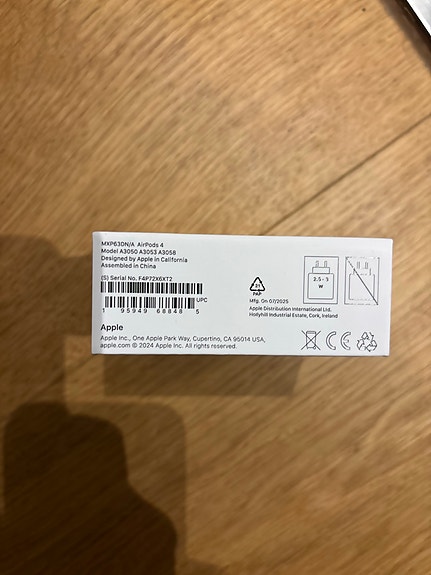 MXP63ON/A AirPods 4
Model A3050 A3053 A3058
Designed by Apple in California
Assembled in China
(S) Serial No. F4P72X6XT2
UPC
1 95949 68848 5
Apple
Apple Inc., One Apple Park Way, Cupertino, CA 95014 USA,
apple.com © 2024 Apple Inc. All rights reserved.
21
PAP
Mfg. On 07/2025
Apple Distribution International Ltd.
Hollyhill Industrial Estate, Cork, Ireland
2.5 - 3
W
CE